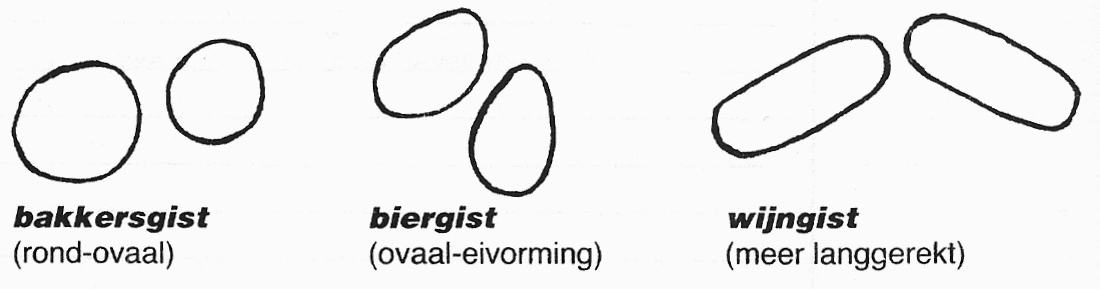 bakkersgist
(rond-ovaal)
biergist
(ovaal-eivorming)
wijngist
(meer langgerekt)